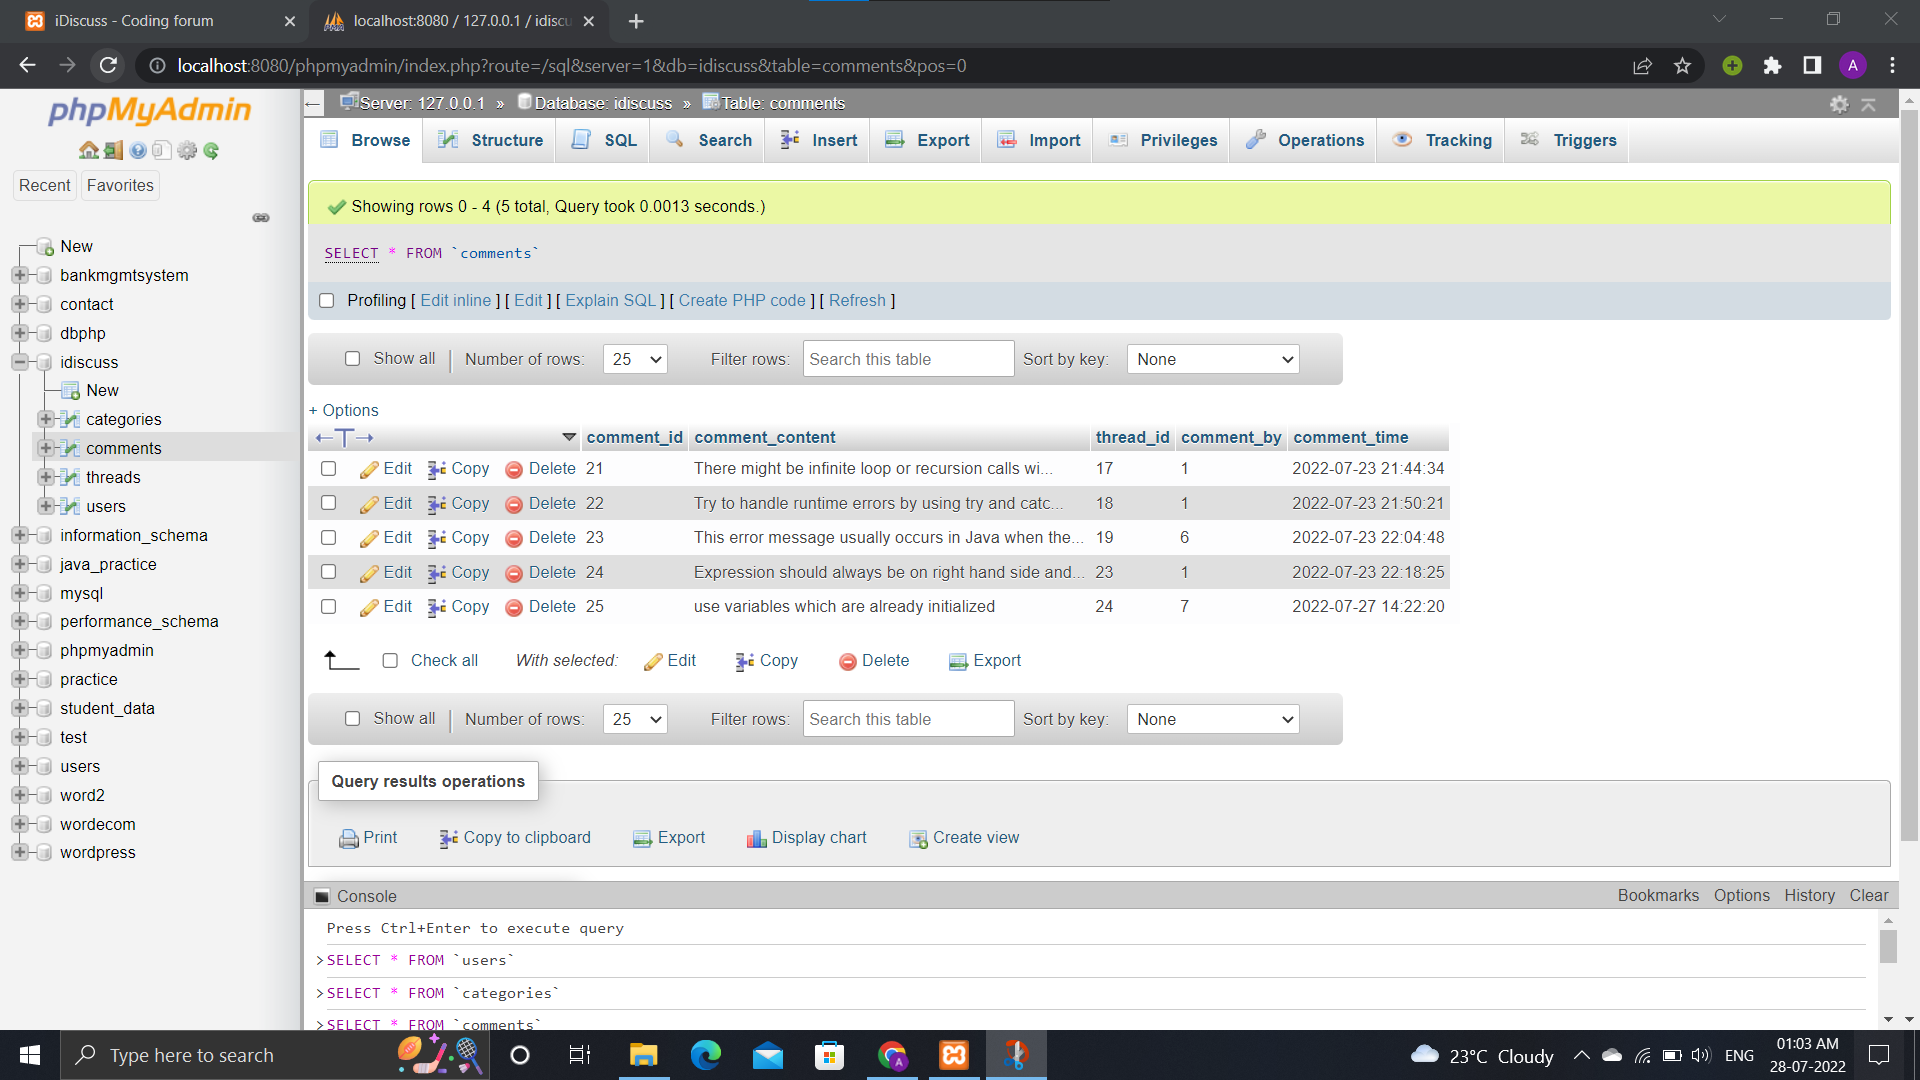 iDiscuss - Coding forum
localhost:8080 / 127.0.0.1 / idiscu
localhost:8080/phpmyadmin/index.php?route=/sql&server=1&db=idiscuss&table=comments&pos=0
A
phpMyAdmin
Recent
Favorites
New
bankmgmtsystem
contact
dbphp
idiscuss
New
categories
comments
threads
users
information_schema
java_practice
mysql
performance_schema
phpmyadmin
practice
student_data
test
users
word2
wordecom
wordpress
Server: 127.0.0.1 » Database: idiscuss » Table: comments
Browse Structure SQL Search Insert Export Import Privileges Operations Tracking Triggers
Showing rows 0 - 4 (5 total, Query took 0.0013 seconds.)
SELECT * FROM `comments`
Profiling [ Edit inline ] [ Edit ] [ Explain SQL ] [ Create PHP code ] [ Refresh ]
Show all | Number of rows: 25 Filter rows: Search this table Sort by key: None
+ Options
←T→ comment_id comment_content thread_id comment_by comment_time
Edit Copy Delete 21 There might be infinite loop or recursion calls wi... 17 1 2022-07-23 21:44:34
Edit Copy Delete 22 Try to handle runtime errors by using try and catc... 18 1 2022-07-23 21:50:21
Edit Copy Delete 23 This error message usually occurs in Java when the... 19 6 2022-07-23 22:04:48
Edit Copy Delete 24 Expression should always be on right hand side and... 23 1 2022-07-23 22:18:25
Edit Copy Delete 25 use variables which are already initialized 24 7 2022-07-27 14:22:20
Check all With selected: Edit Copy Delete Export
Show all | Number of rows: 25 Filter rows: Search this table Sort by key: None
Query results operations
Print Copy to clipboard Export Display chart Create view
Console Bookmarks Options History Clear
Press Ctrl+Enter to execute query
>SELECT * FROM `users`
>SELECT * FROM `categories`
>SELECT * FROM `comments`
Type here to search
23°C Cloudy
ENG
01:03 AM
28-07-2022